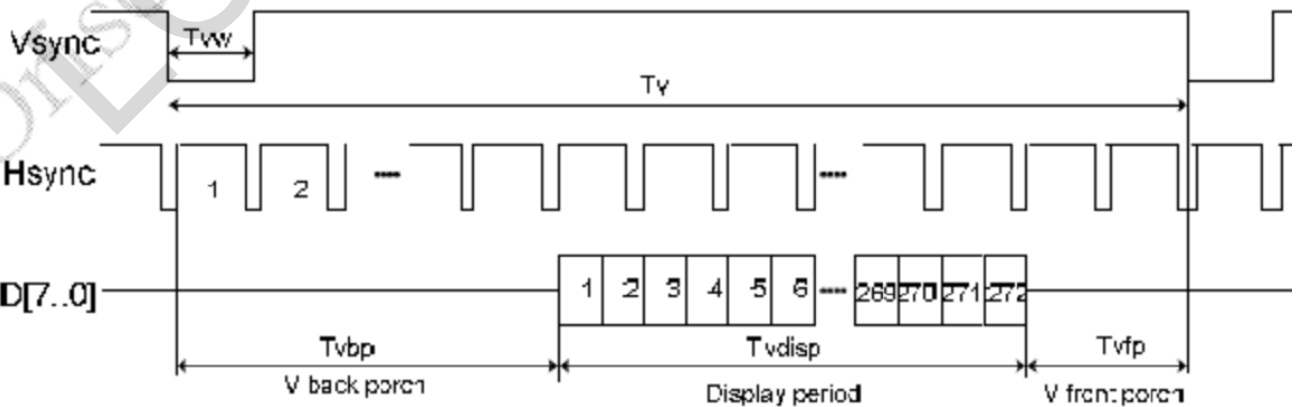 Vsync
Tvw
Tv
Hsync
1 2 ----
----
D[7..0]
1 2 3 4 5 6 ---- 269 270 271 272
Tvbp Tvdisp Tvfp
V back porch Display period V front porch